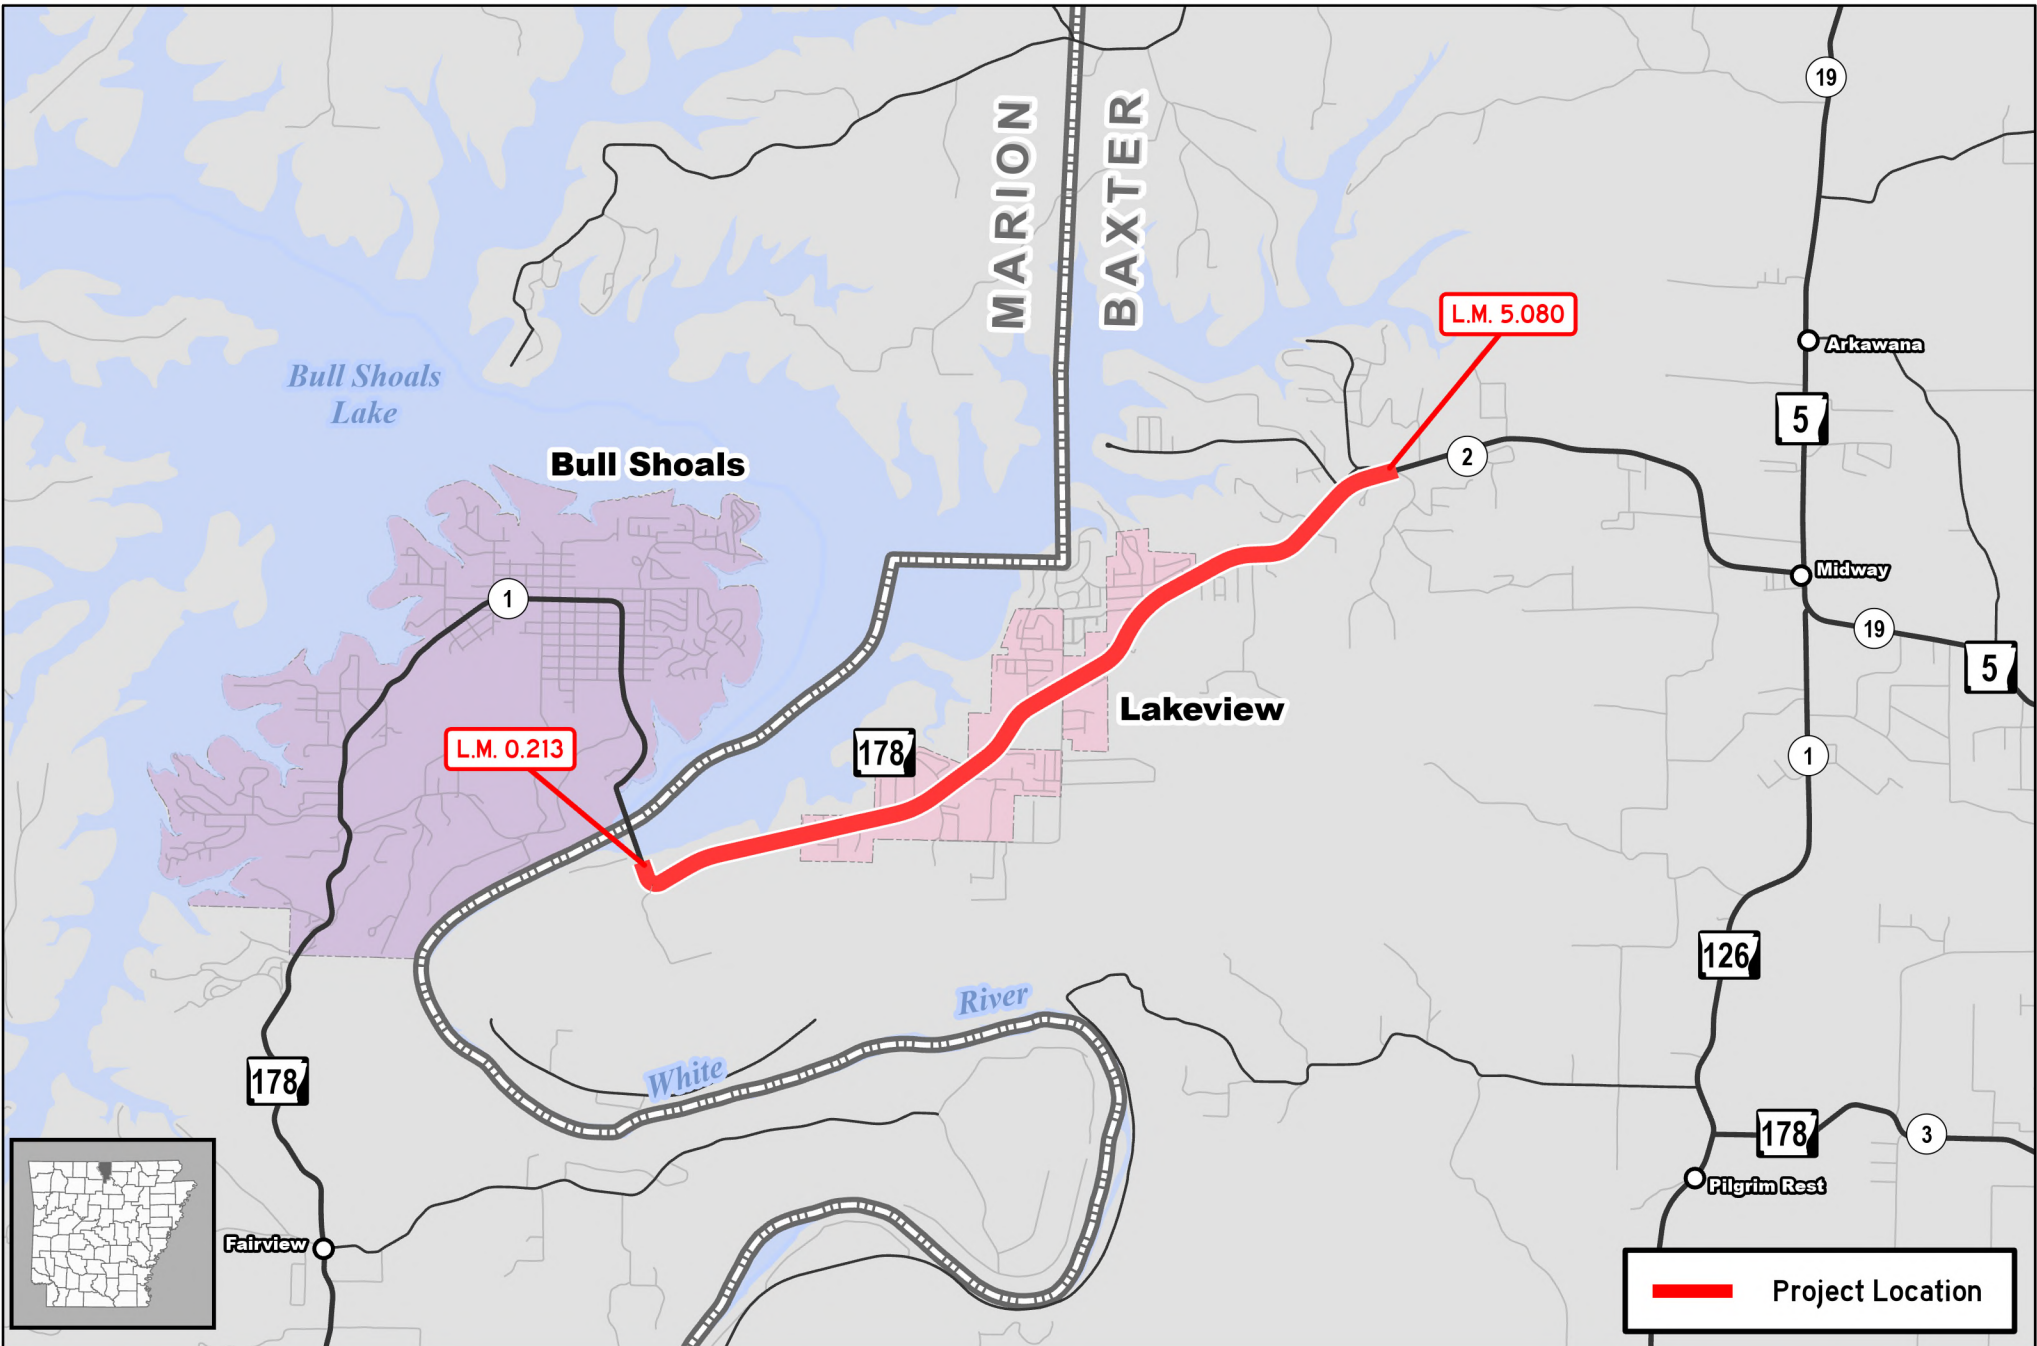 19
MARION
BAXTER
L.M. 5.080
Arkawana
Bull Shoals
Lake
5
Bull Shoals
2
Midway
1
19
5
Lakeview
L.M. 0.213
178
1
126
River
White
178
178
3
Pilgrim Rest
Fairview
Project Location